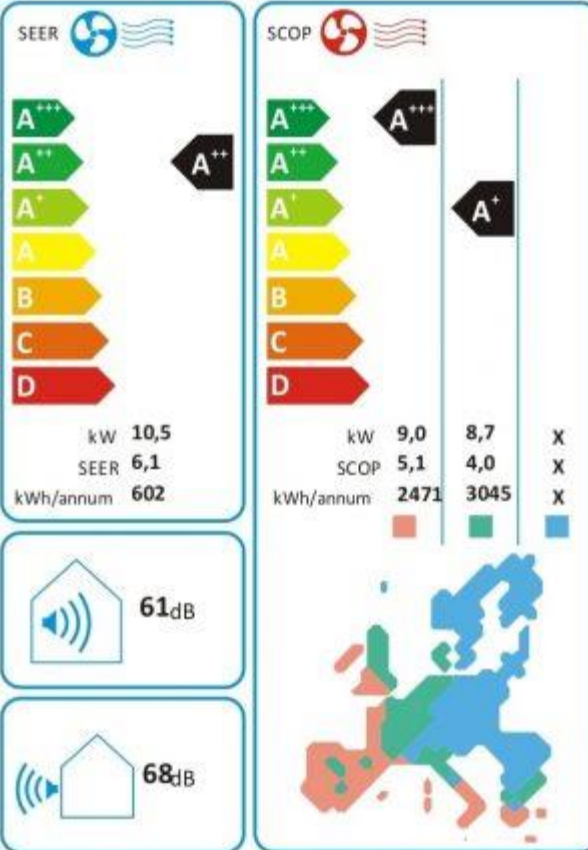 SEER
A+++
A++
A++
A+
A
B
C
D
kW 10,5
SEER 6,1
kWh/annum 602
61dB
68dB
SCOP
A+++
A+++
A++
A+
A+
A
B
C
D
kW 9,0 8,7 X
SCOP 5,1 4,0 X
kWh/annum 2471 3045 X